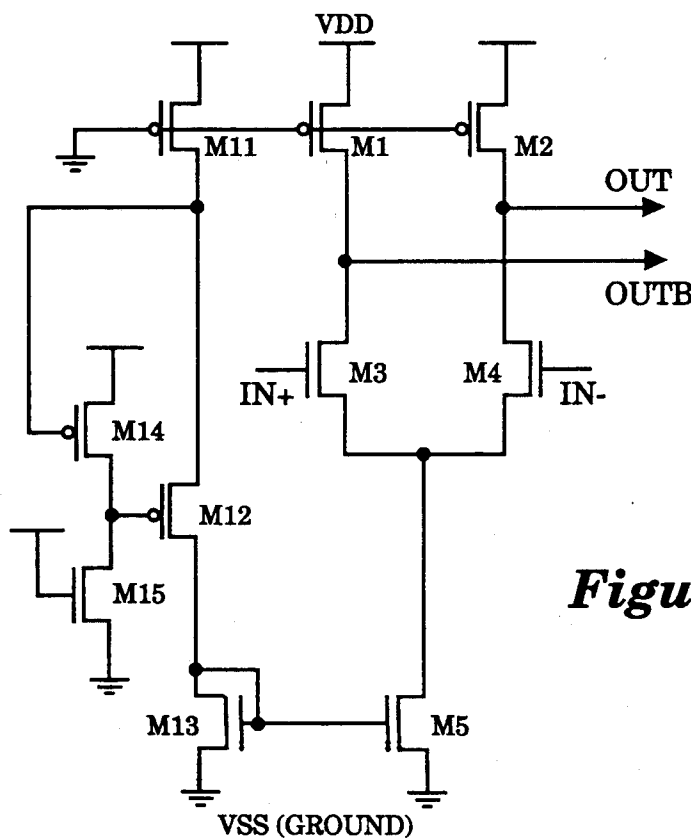 VDD
M11
M1
M2
OUT
OUTB
M3
M4
IN+
IN-
M14
M12
M15
Figu
M13
M5
VSS (GROUND)